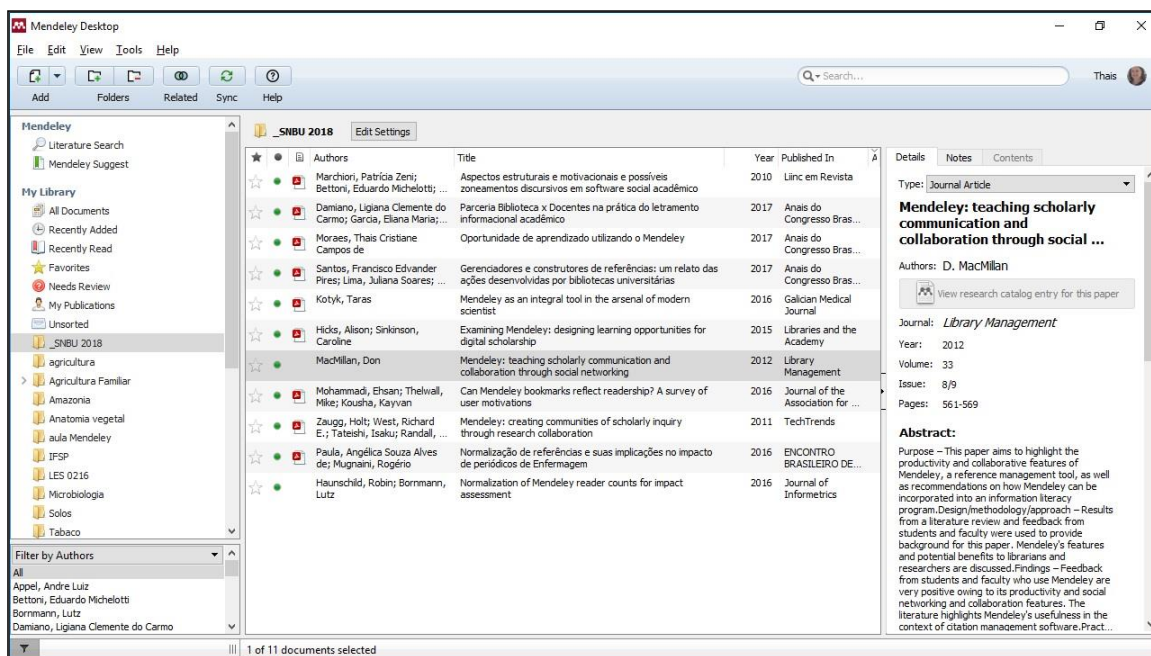 Mendeley Desktop
File Edit View Tools Help
Search...
Thais
Add Folders Related Sync Help
Mendeley
Literature Search
Mendeley Suggest
My Library
All Documents
Recently Added
Recently Read
Favorites
Needs Review
My Publications
Unsorted
_SNBU 2018
agricultura
Agricultura Familiar
Amazonia
Anatomia vegetal
aula Mendeley
IFSP
LES 0216
Microbiologia
Solos
Tabaco
Filter by Authors
All
Appel, Andre Luiz
Bettoni, Eduardo Michelotti
Bornmann, Lutz
Damiano, Ligiana Clemente do Carmo
_SNBU 2018 Edit Settings
Authors Title Year Published In A
Marchiori, Patrícia Zeni; Aspectos estruturais e motivacionais e possíveis 2010 Liinc em Revista
Bettoni, Eduardo Michelotti; ... zoneamentos discursivos em software social acadêmico
Damiano, Ligiana Clemente do Parceria Biblioteca x Docentes na prática do letramento 2017 Anais do
Carmo; Garcia, Eliana Maria;... informacional acadêmico Congresso Bras...
Moraes, Thais Cristiane Oportunidade de aprendizado utilizando o Mendeley 2017 Anais do
Campos de Congresso Bras...
Santos, Francisco Edvander Gerenciadores e construtores de referências: um relato das 2017 Anais do
Pires; Lima, Juliana Soares; ... ações desenvolvidas por bibliotecas universitárias Congresso Bras...
Kotyk, Taras Mendeley as an integral tool in the arsenal of modern 2016 Galician Medical
scientist Journal
Hicks, Alison; Sinkinson, Examining Mendeley: designing learning opportunities for 2015 Libraries and the
Caroline digital scholarship Academy
MacMillan, Don Mendeley: teaching scholarly communication and 2012 Library
collaboration through social networking Management
Mohammadi, Ehsan; Thelwall, Can Mendeley bookmarks reflect readership? A survey of 2016 Journal of the
Mike; Kousha, Kayvan user motivations Association for ...
Zaugg, Holt; West, Richard Mendeley: creating communities of scholarly inquiry 2011 TechTrends
E.; Tateishi, Isaku; Randall, ... through research collaboration
Paula, Angélica Souza Alves Normalização de referências e suas implicações no impacto 2016 ENCONTRO
de; Mugnaini, Rogério de periódicos de Enfermagem BRASILEIRO DE...
Haunschild, Robin; Bornmann, Normalization of Mendeley reader counts for impact 2016 Journal of
Lutz assessment Informetrics
Details Notes Contents
Type: Journal Article
Mendeley: teaching scholarly
communication and
collaboration through social ...
Authors: D. MacMillan
View research catalog entry for this paper
Journal: Library Management
Year: 2012
Volume: 33
Issue: 8/9
Pages: 561-569
Abstract:
Purpose – This paper aims to highlight the
productivity and collaborative features of
Mendeley, a reference management tool, as well
as recommendations on how Mendeley can be
incorporated into an information literacy
program.Design/methodology/approach – Results
from a literature review and feedback from
students and faculty were used to provide
background for this paper. Mendeley's features
and potential benefits to librarians and
researchers are discussed.Findings – Feedback
from students and faculty who use Mendeley are
very positive owing to its productivity and social
networking and collaboration features. The
literature highlights Mendeley's usefulness in the
context of citation management software.Pract...
1 of 11 documents selected